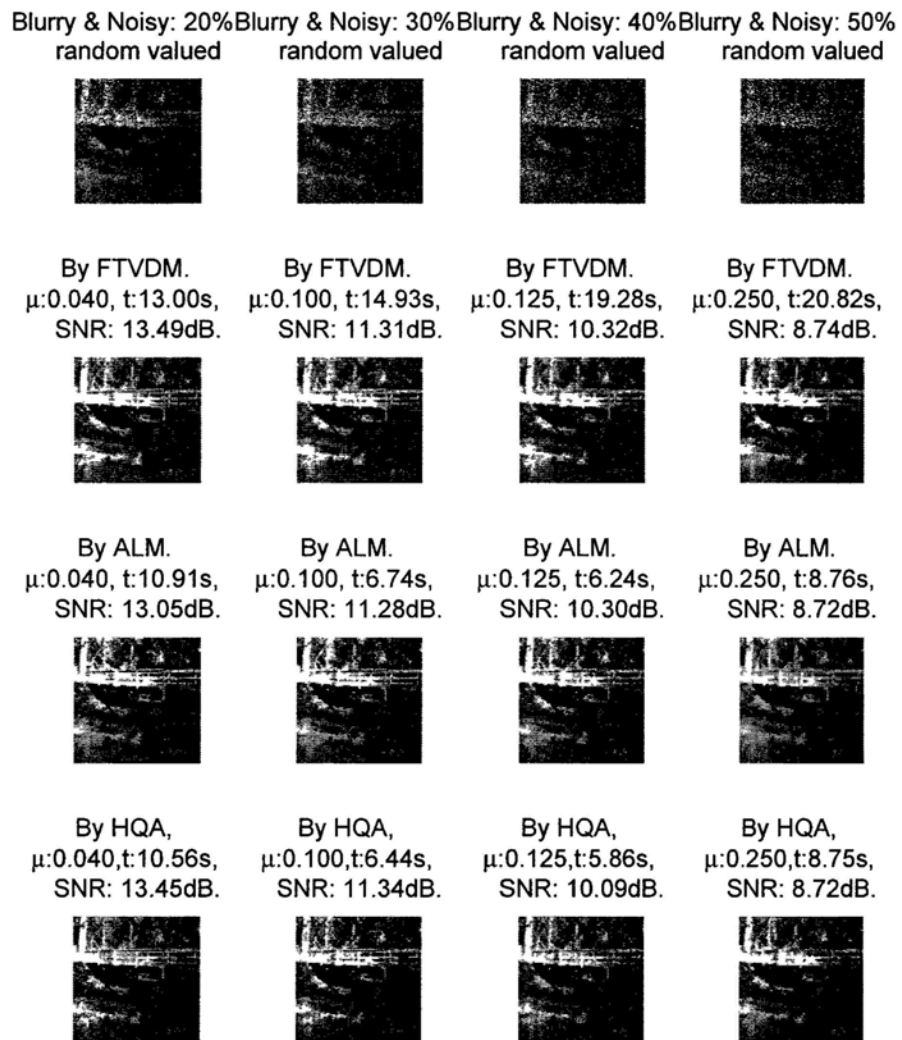 Blurry & Noisy: 20% random valued
Blurry & Noisy: 30% random valued
Blurry & Noisy: 40% random valued
Blurry & Noisy: 50% random valued
By FTVDM.
μ:0.040, t:13.00s,
SNR: 13.49dB.
By FTVDM.
μ:0.100, t:14.93s,
SNR: 11.31dB.
By FTVDM.
μ:0.125, t:19.28s,
SNR: 10.32dB.
By FTVDM.
μ:0.250, t:20.82s,
SNR: 8.74dB.
By ALM.
μ:0.040, t:10.91s,
SNR: 13.05dB.
By ALM.
μ:0.100, t:6.74s,
SNR: 11.28dB.
By ALM.
μ:0.125, t:6.24s,
SNR: 10.30dB.
By ALM.
μ:0.250, t:8.76s,
SNR: 8.72dB.
By HQA,
μ:0.040,t:10.56s,
SNR: 13.45dB.
By HQA,
μ:0.100,t:6.44s,
SNR: 11.34dB.
By HQA,
μ:0.125,t:5.86s,
SNR: 10.09dB.
By HQA,
μ:0.250,t:8.75s,
SNR: 8.72dB.